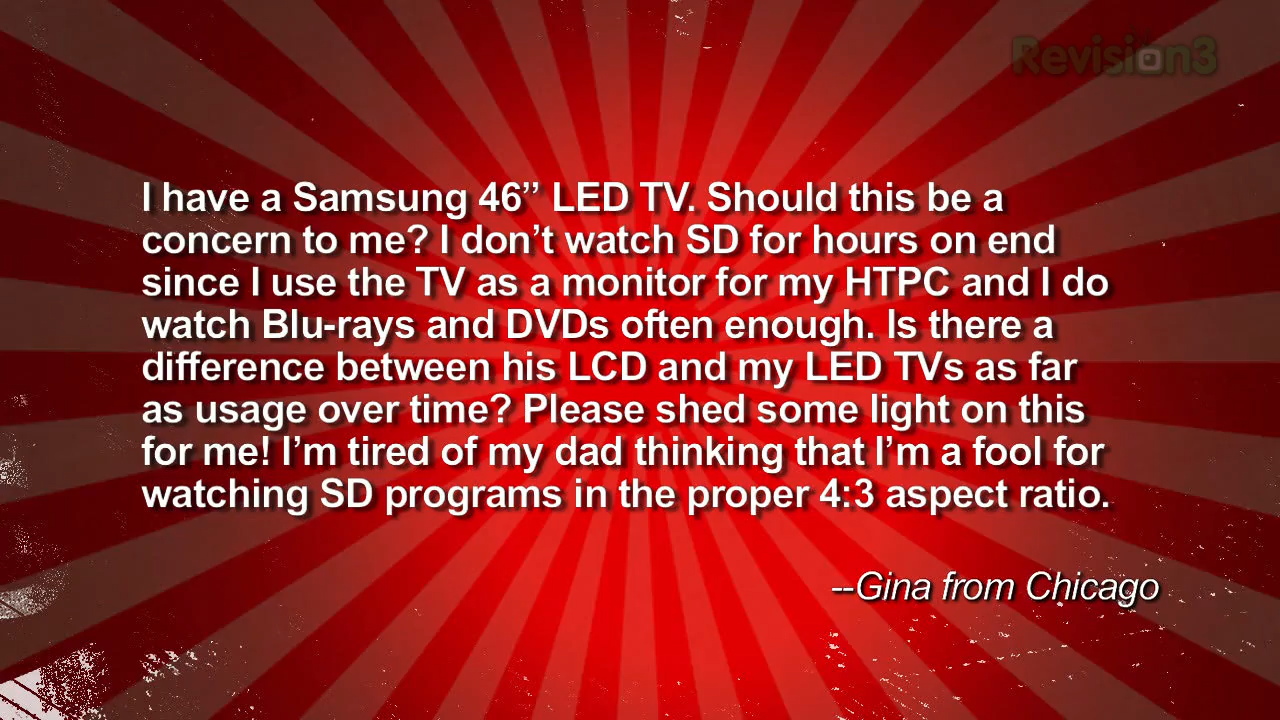 Revision3
I have a Samsung 46” LED TV. Should this be a
concern to me? I don’t watch SD for hours on end
since I use the TV as a monitor for my HTPC and I do
watch Blu-rays and DVDs often enough. Is there a
difference between his LCD and my LED TVs as far
as usage over time? Please shed some light on this
for me! I’m tired of my dad thinking that I’m a fool for
watching SD programs in the proper 4:3 aspect ratio.
--Gina from Chicago